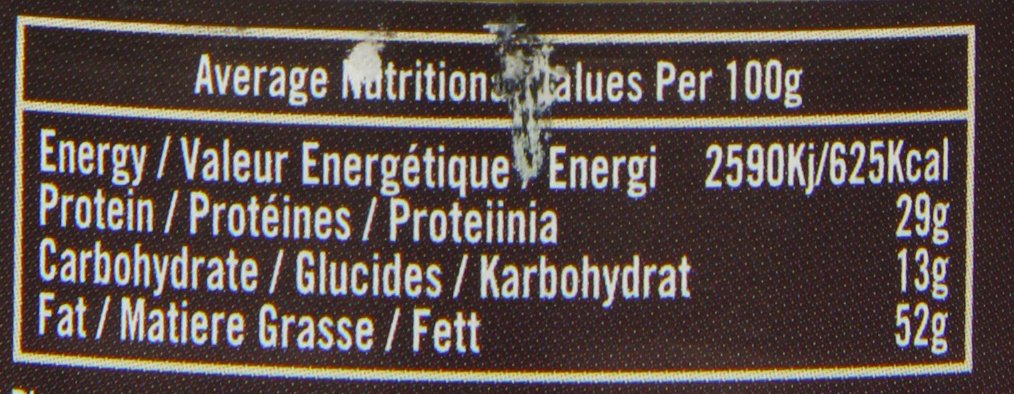 Average Nutritional Values Per 100g
Energy / Valeur Energétique / Energi 2590Kj/625Kcal
Protein / Protéines / Proteiinia 29g
Carbohydrate / Glucides / Karbohydrat 13g
Fat / Matiere Grasse / Fett 52g